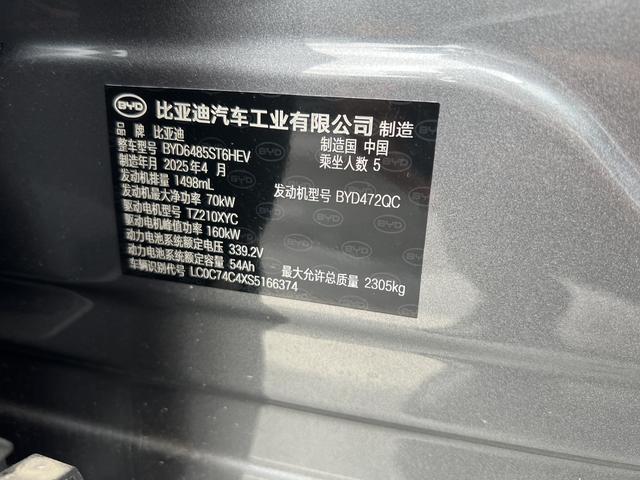 BYD 比亚迪汽车工业有限公司 制造
品 牌 比亚迪 制造国 中国
整车型号 BYD6485ST6HEV 乘坐人数 5
制造年月 2025年4 月
发动机排量 1498mL 发动机型号 BYD472QC
发动机最大净功率 70kW
驱动电机型号 TZ210XYC
驱动电机峰值功率 160kW
动力电池系统额定电压 339.2V
动力电池系统额定容量 54Ah 最大允许总质量 2305kg
车辆识别代号 LC0C74C4XS5166374